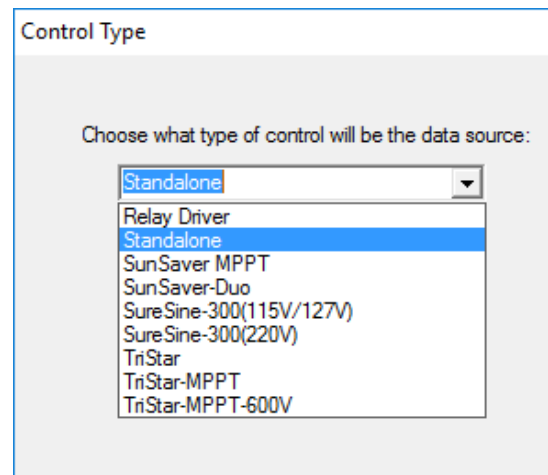 Control Type
Choose what type of control will be the data source:
Standalone
Relay Driver
Standalone
SunSaver MPPT
SunSaver-Duo
SureSine-300(115V/127V)
SureSine-300(220V)
TriStar
TriStar-MPPT
TriStar-MPPT-600V